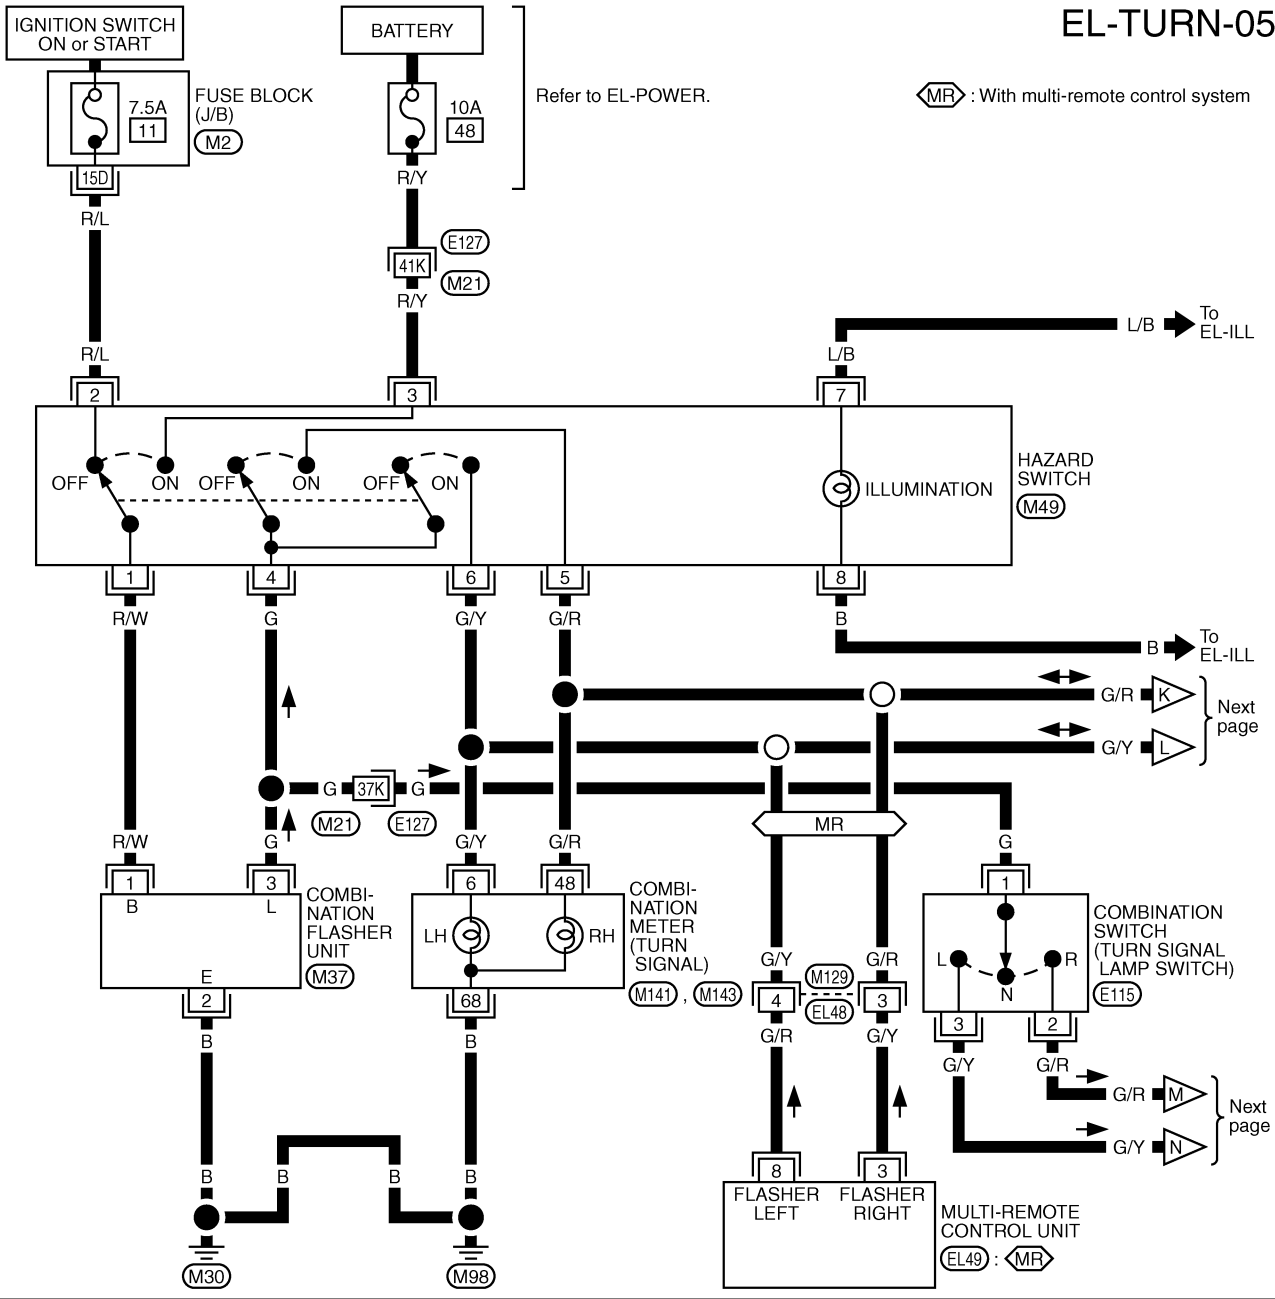 EL-TURN-05
IGNITION SWITCH
ON or START
BATTERY
Refer to EL-POWER.
MR : With multi-remote control system
7.5A
11
FUSE BLOCK
(J/B)
M2
10A
48
15D
R/L
R/Y
E127
41K
M21
R/Y
R/L
L/B
To
EL-ILL
L/B
2
3
7
OFF
ON
OFF
ON
OFF
ON
ILLUMINATION
HAZARD
SWITCH
M49
1
4
6
5
8
R/W
G
G/Y
G/R
B
B
To
EL-ILL
G/R
K
G/Y
L
Next
page
G
37K
G
M21
E127
MR
R/W
G
G/Y
G/R
G
1
3
6
48
1
B
L
E
2
COMBI-
NATION
FLASHER
UNIT
M37
LH
RH
68
COMBI-
NATION
METER
(TURN
SIGNAL)
M141 , M143
G/Y
G/R
M129
4
3
EL48
G/R
G/Y
L
R
N
COMBINATION
SWITCH
(TURN SIGNAL
LAMP SWITCH)
E115
3
2
G/Y
G/R
G/R
M
G/Y
N
Next
page
B
B
B
B
B
B
M30
M98
8
3
FLASHER
LEFT
FLASHER
RIGHT
MULTI-REMOTE
CONTROL UNIT
EL49 : MR